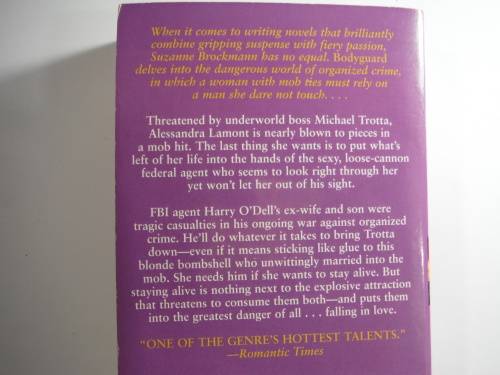 When it comes to writing novels that brilliantly
combine gripping suspense with fiery passion,
Suzanne Brockmann has no equal. Bodyguard
delves into the dangerous world of organized crime,
in which a woman with mob ties must rely on
a man she dare not touch. . . .
Threatened by underworld boss Michael Trotta,
Alessandra Lamont is nearly blown to pieces in
a mob hit. The last thing she wants is to put what's
left of her life into the hands of the sexy, loose-cannon
federal agent who seems to look right through her
yet won't let her out of his sight.
FBI agent Harry O'Dell's ex-wife and son were
tragic casualties in his ongoing war against organized
crime. He'll do whatever it takes to bring Trotta
down—even if it means sticking like glue to this
blonde bombshell who unwittingly married into the
mob. She needs him if she wants to stay alive. But
staying alive is nothing next to the explosive attraction
that threatens to consume them both—and puts them
into the greatest danger of all . . . falling in love.
"ONE OF THE GENRE'S HOTTEST TALENTS."
—Romantic Times